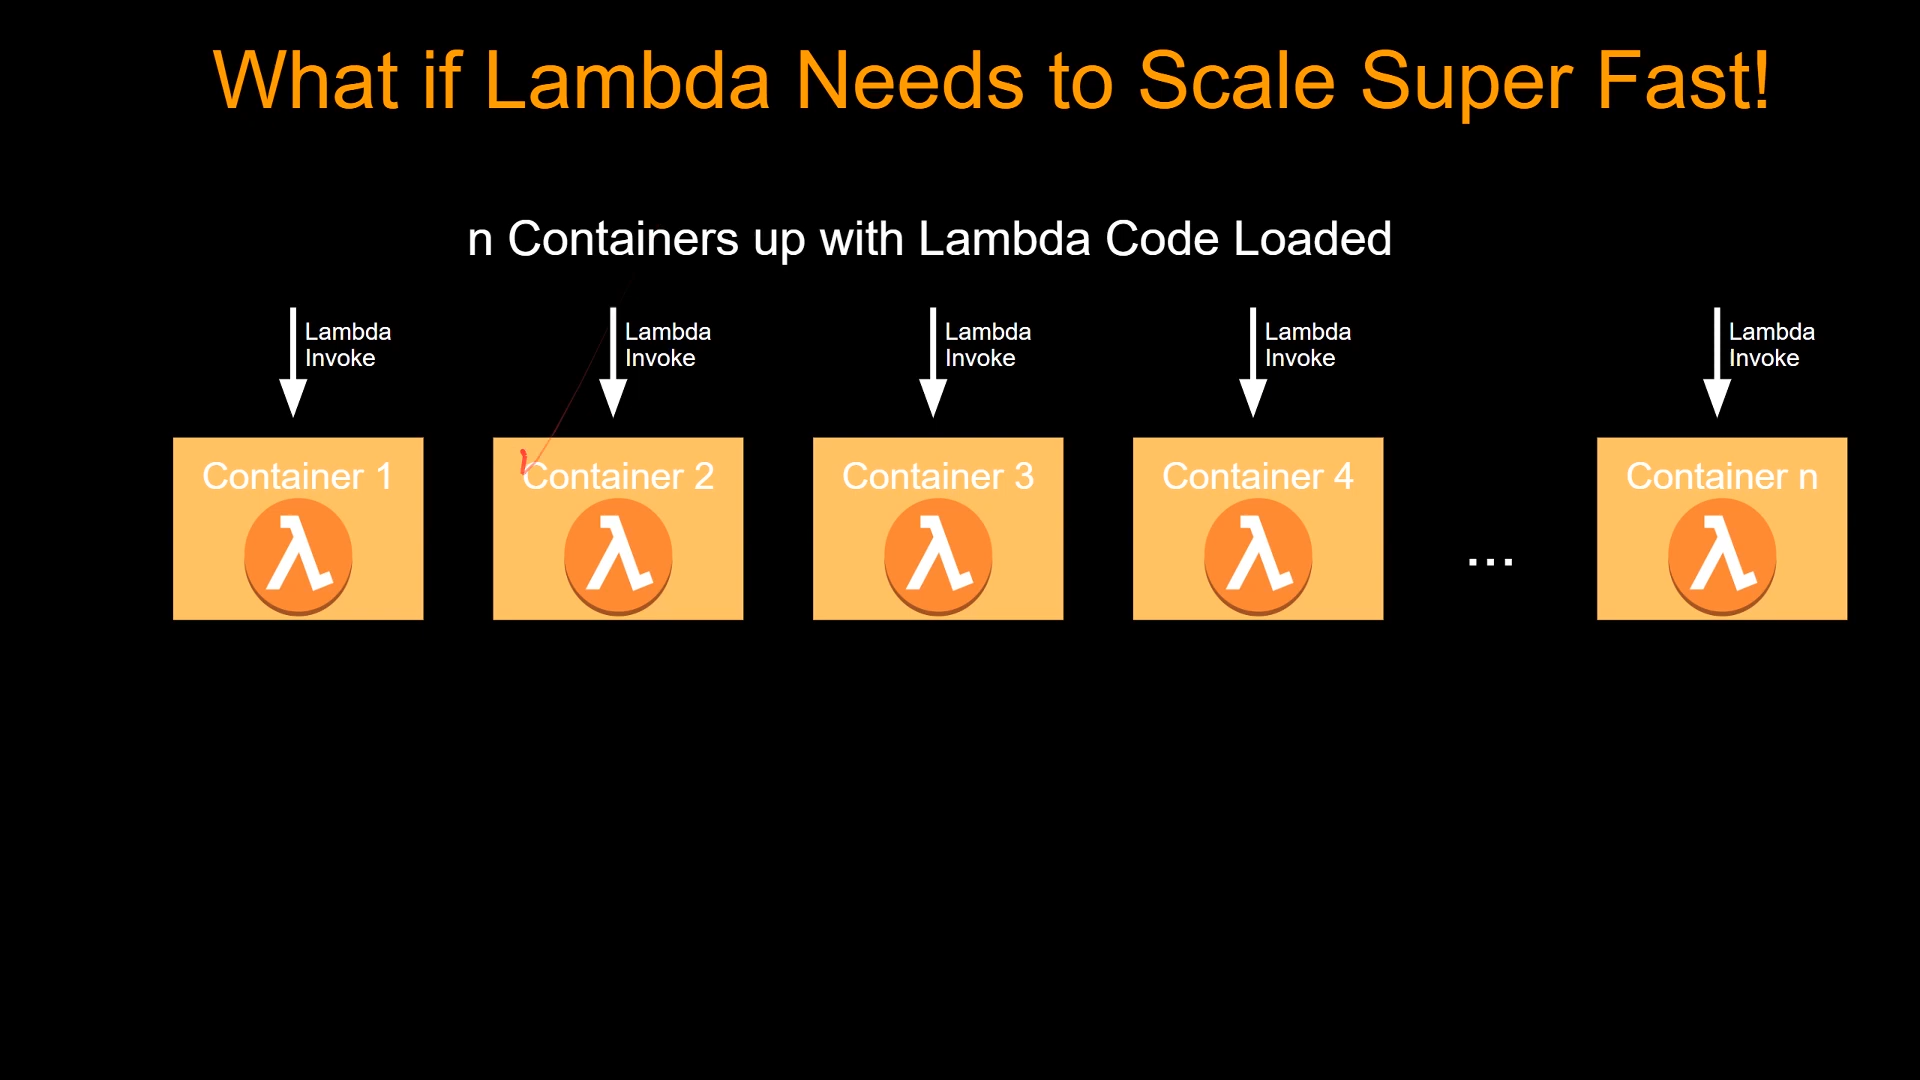 What if Lambda Needs to Scale Super Fast!
n Containers up with Lambda Code Loaded
Lambda
Invoke
Lambda
Invoke
Lambda
Invoke
Lambda
Invoke
Lambda
Invoke
Container 1
Container 2
Container 3
Container 4
...
Container n